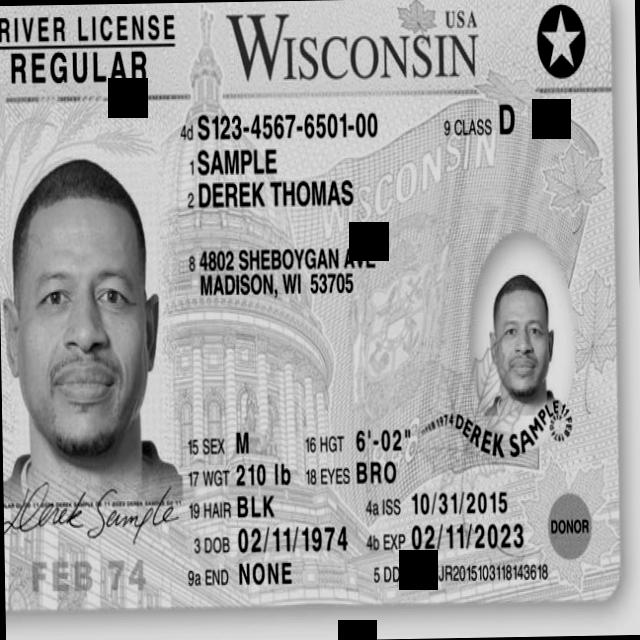 RIVER LICENSE
REGULAR
WISCONSIN USA
4d S123-4567-6501-00
9 CLASS D
1 SAMPLE
2 DEREK THOMAS
WISCONSIN
8 4802 SHEBOYGAN AVE
MADISON, WI 53705
15 SEX M 16 HGT 6'-02"
17 WGT 210 lb 18 EYES BRO
19 HAIR BLK 4a ISS 10/31/2015
3 DOB 02/11/1974 4b EXP 02/11/2023
9a END NONE 5 DD JR2015103118143618
DEREK SAMPLE
Derek Sample
FEB 74
DONOR